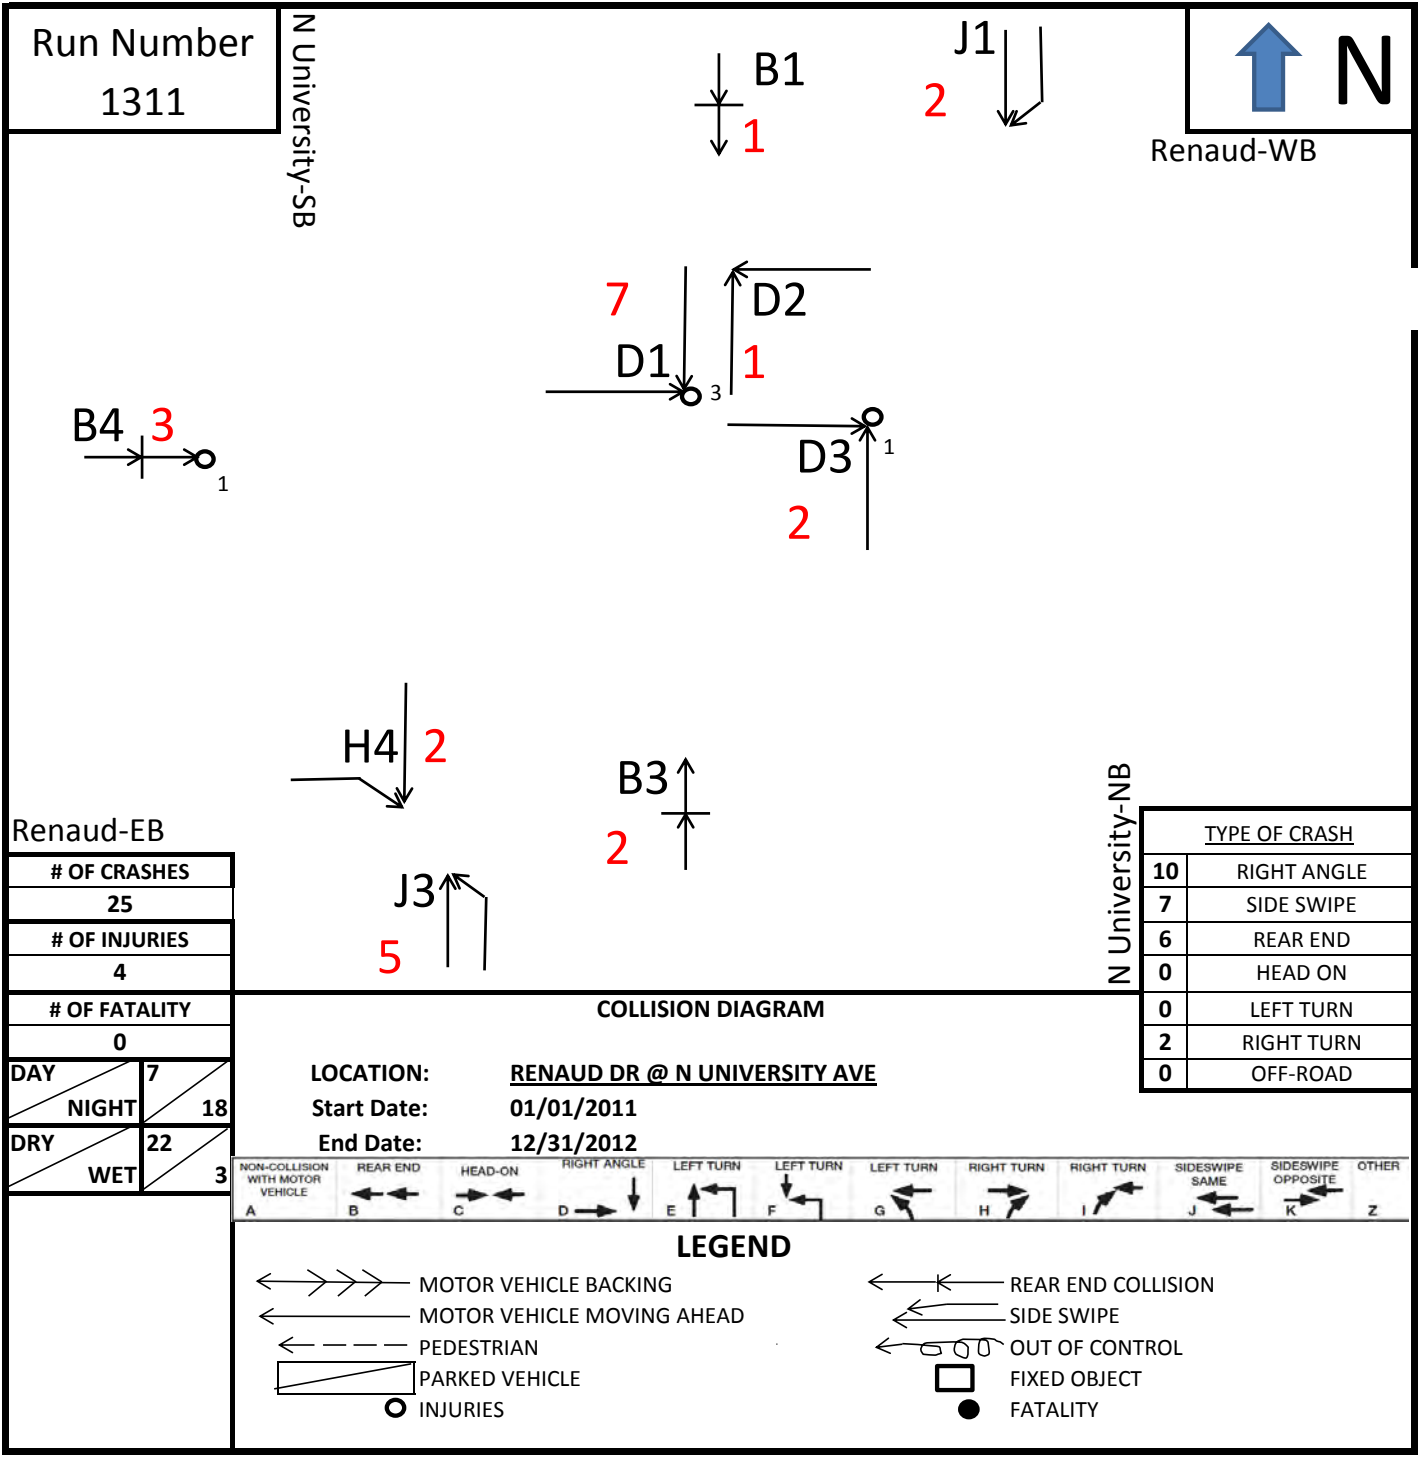 Run Number
1311
N University-SB
B1
1
J1
2
N
Renaud-WB
7
D2
D1
1
3
B4 3
1
D3
1
2
H4 2
B3
2
Renaud-EB
J3
5
N University-NB
# OF CRASHES
25
# OF INJURIES
4
# OF FATALITY
0
DAY
NIGHT
7
18
DRY
WET
22
3
TYPE OF CRASH
10 RIGHT ANGLE
7 SIDE SWIPE
6 REAR END
0 HEAD ON
0 LEFT TURN
2 RIGHT TURN
0 OFF-ROAD
COLLISION DIAGRAM
LOCATION: RENAUD DR @ N UNIVERSITY AVE
Start Date: 01/01/2011
End Date: 12/31/2012
NON-COLLISION
WITH MOTOR
VEHICLE
A
REAR END
B
HEAD-ON
C
RIGHT ANGLE
D
LEFT TURN
E
LEFT TURN
F
LEFT TURN
G
RIGHT TURN
H
RIGHT TURN
I
SIDESWIPE
SAME
J
SIDESWIPE
OPPOSITE
K
OTHER
Z
LEGEND
MOTOR VEHICLE BACKING
MOTOR VEHICLE MOVING AHEAD
PEDESTRIAN
PARKED VEHICLE
INJURIES
REAR END COLLISION
SIDE SWIPE
OUT OF CONTROL
FIXED OBJECT
FATALITY